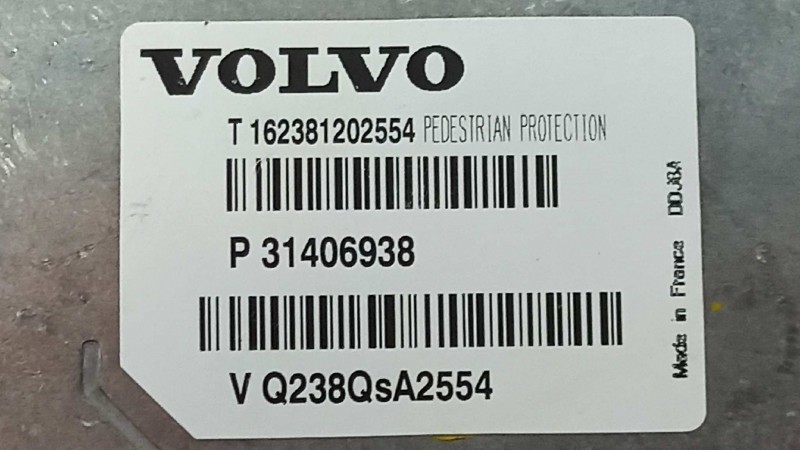 VOLVO
T 162381202554 PEDESTRIAN PROTECTION
P 31406938
V Q238QsA2554
Made in France DDJBA